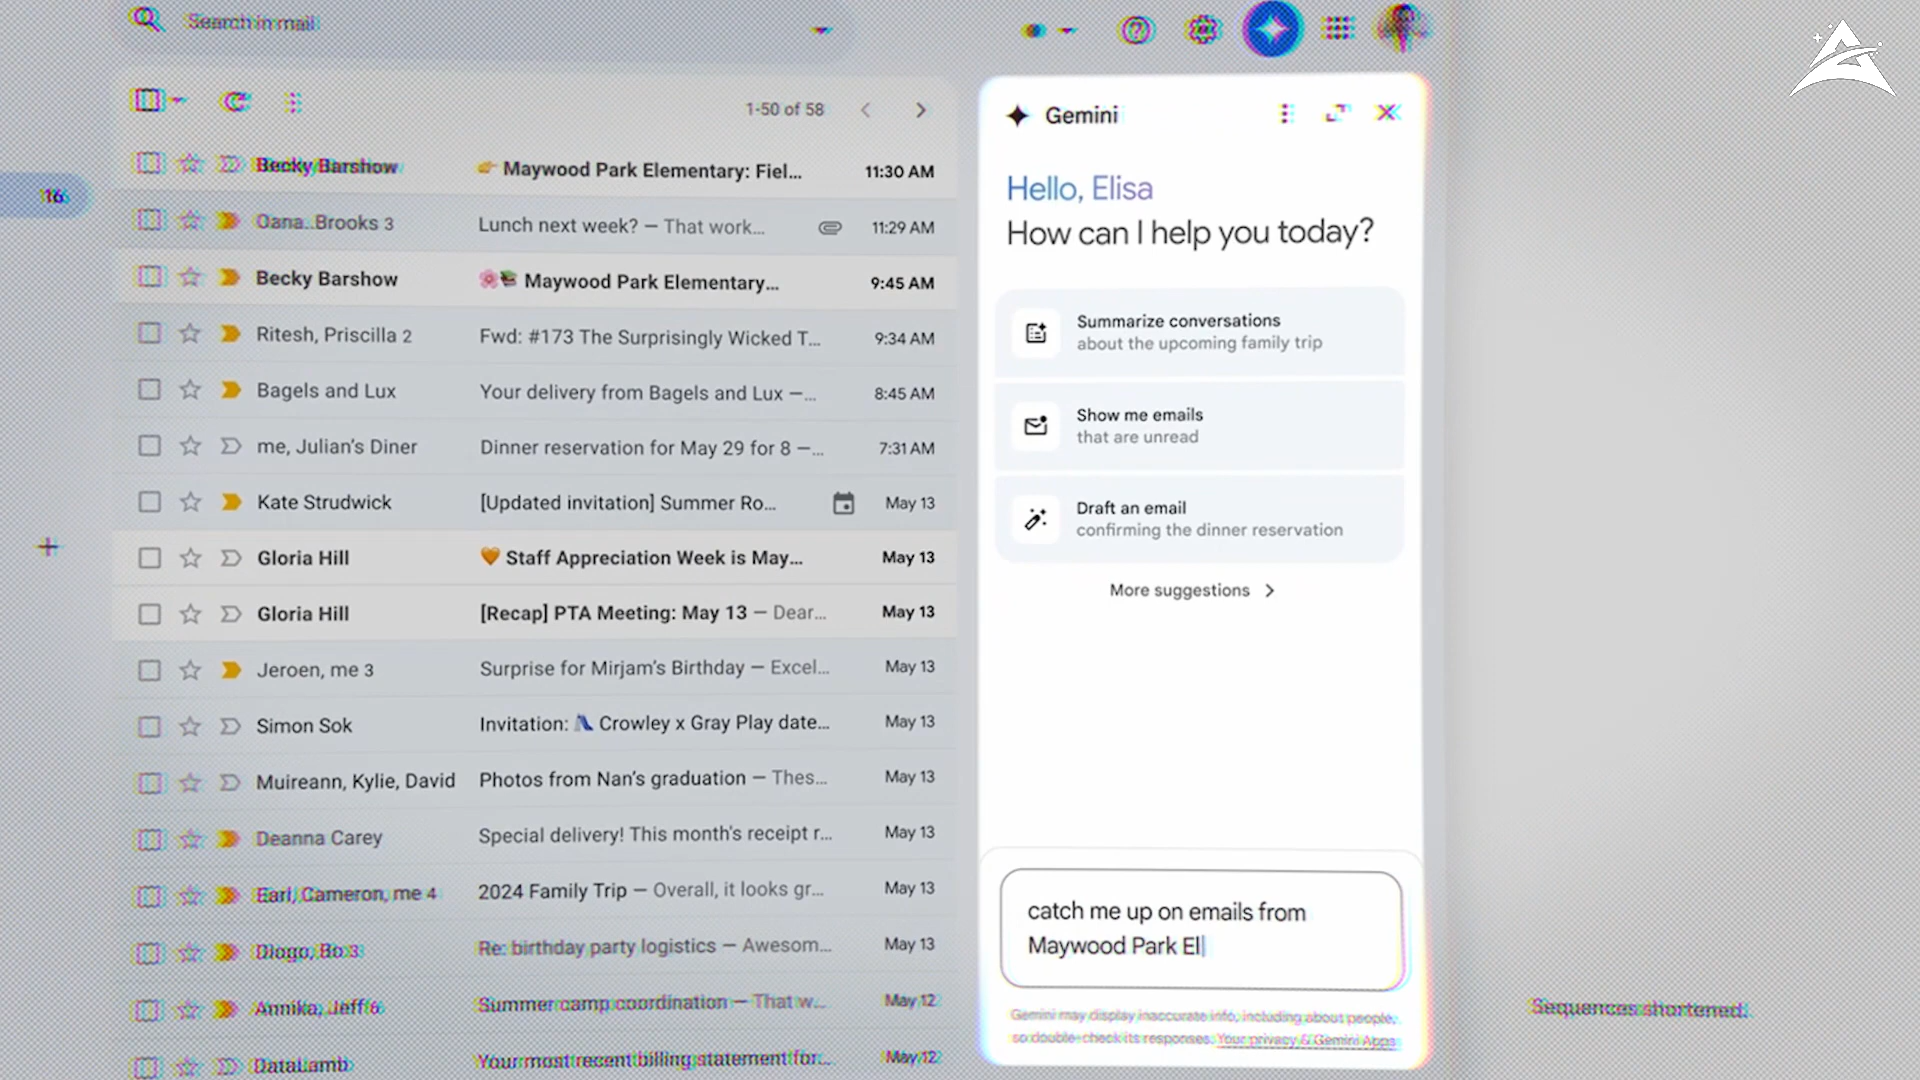 Search in mail
1-50 of 58
16
Becky Barshow 👉 Maywood Park Elementary: Fiel... 11:30 AM
Oana..Brooks 3 Lunch next week? — That work... 11:29 AM
Becky Barshow 🌸📚 Maywood Park Elementary... 9:45 AM
Ritesh, Priscilla 2 Fwd: #173 The Surprisingly Wicked T... 9:34 AM
Bagels and Lux Your delivery from Bagels and Lux —... 8:45 AM
me, Julian's Diner Dinner reservation for May 29 for 8 —... 7:31 AM
Kate Strudwick [Updated invitation] Summer Ro... May 13
Gloria Hill 🧡 Staff Appreciation Week is May... May 13
Gloria Hill [Recap] PTA Meeting: May 13 — Dear... May 13
Jeroen, me 3 Surprise for Mirjam's Birthday — Excel... May 13
Simon Sok Invitation: 🛝 Crowley x Gray Play date... May 13
Muireann, Kylie, David Photos from Nan's graduation — Thes... May 13
Deanna Carey Special delivery! This month's receipt r... May 13
Earl, Cameron, me 4 2024 Family Trip — Overall, it looks gr... May 13
Diogo, Bo 3 Re: birthday party logistics — Awesom... May 13
Annika, Jeff 6 Summer camp coordination — That w... May 12
DataLamb Your most recent billing statement for... May 12
Gemini
Hello, Elisa
How can I help you today?
Summarize conversations
about the upcoming family trip
Show me emails
that are unread
Draft an email
confirming the dinner reservation
More suggestions
catch me up on emails from
Maywood Park El
Gemini may display inaccurate info, including about people,
so double-check its responses. Your privacy & Gemini Apps
Sequences shortened.